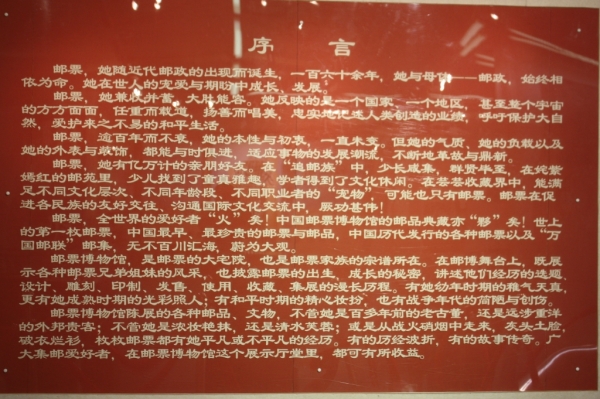 序 言
邮票，她随近代邮政的出现而诞生，一百六十余年，她与母体——邮政，始终相
依为命。她在世人的宠爱与期盼中成长、发展。
邮票，她兼收并蓄，大肚能容。她反映的是一个国家，一个地区，甚至整个宇宙
的方方面面，任重而载道，扬善而唱美，忠实地记述人类创造的业绩，呼吁保护大自
然，爱护来之不易的和平生活。
邮票，逾百年而不衰，她的本性与初衷，一直未变。但她的气质、她的负载以及
她的外表与装饰，都能与时俱进，适应事物的发展潮流，不断地革故与鼎新。
邮票，她有亿万计的亲朋好友。在“追邮族”中，少长咸集，群贤毕至，在姹紫
嫣红的邮苑里，少儿找到了童真雅趣，学者得到了文化休闲。在芸芸收藏界中，能满
足不同文化层次、不同年龄段、不同职业者的“宠物”，可能也只有邮票。邮票在促
进各民族的友好交往、沟通国际文化交流中，厥功甚伟！
邮票，全世界的爱好者“火”矣！中国邮票博物馆的邮品典藏亦“夥”矣！世上
的第一枚邮票，中国最早、最珍贵的邮票与邮品，中国历代发行的各种邮票以及“万
国邮联”邮集，无不百川汇海，蔚为大观。
邮票博物馆，是邮票的大宅院，也是邮票家族的宗谱所在。在邮博舞台上，既展
示各种邮票兄弟姐妹的风采，也披露邮票的出生、成长的秘密，讲述他们经历的选题、
设计、雕刻、印制、发售、使用、收藏、集展的漫长历程。有她幼年时期的稚气天真，
更有她成熟时期的光彩照人；有和平时期的精心妆扮，也有战争年代的简陋与创伤。
邮票博物馆陈展的各种邮品、文物，不管她是百多年前的老古董，还是远涉重洋
的外邦贵客；不管她是浓妆艳抹，还是清水芙蓉；或是从战火硝烟中走来，灰头土脸，
破衣烂衫，枚枚邮票都有她平凡或不平凡的经历。有的历经波折，有的故事传奇。广
大集邮爱好者，在邮票博物馆这个展示厅堂里，都可有所收益。